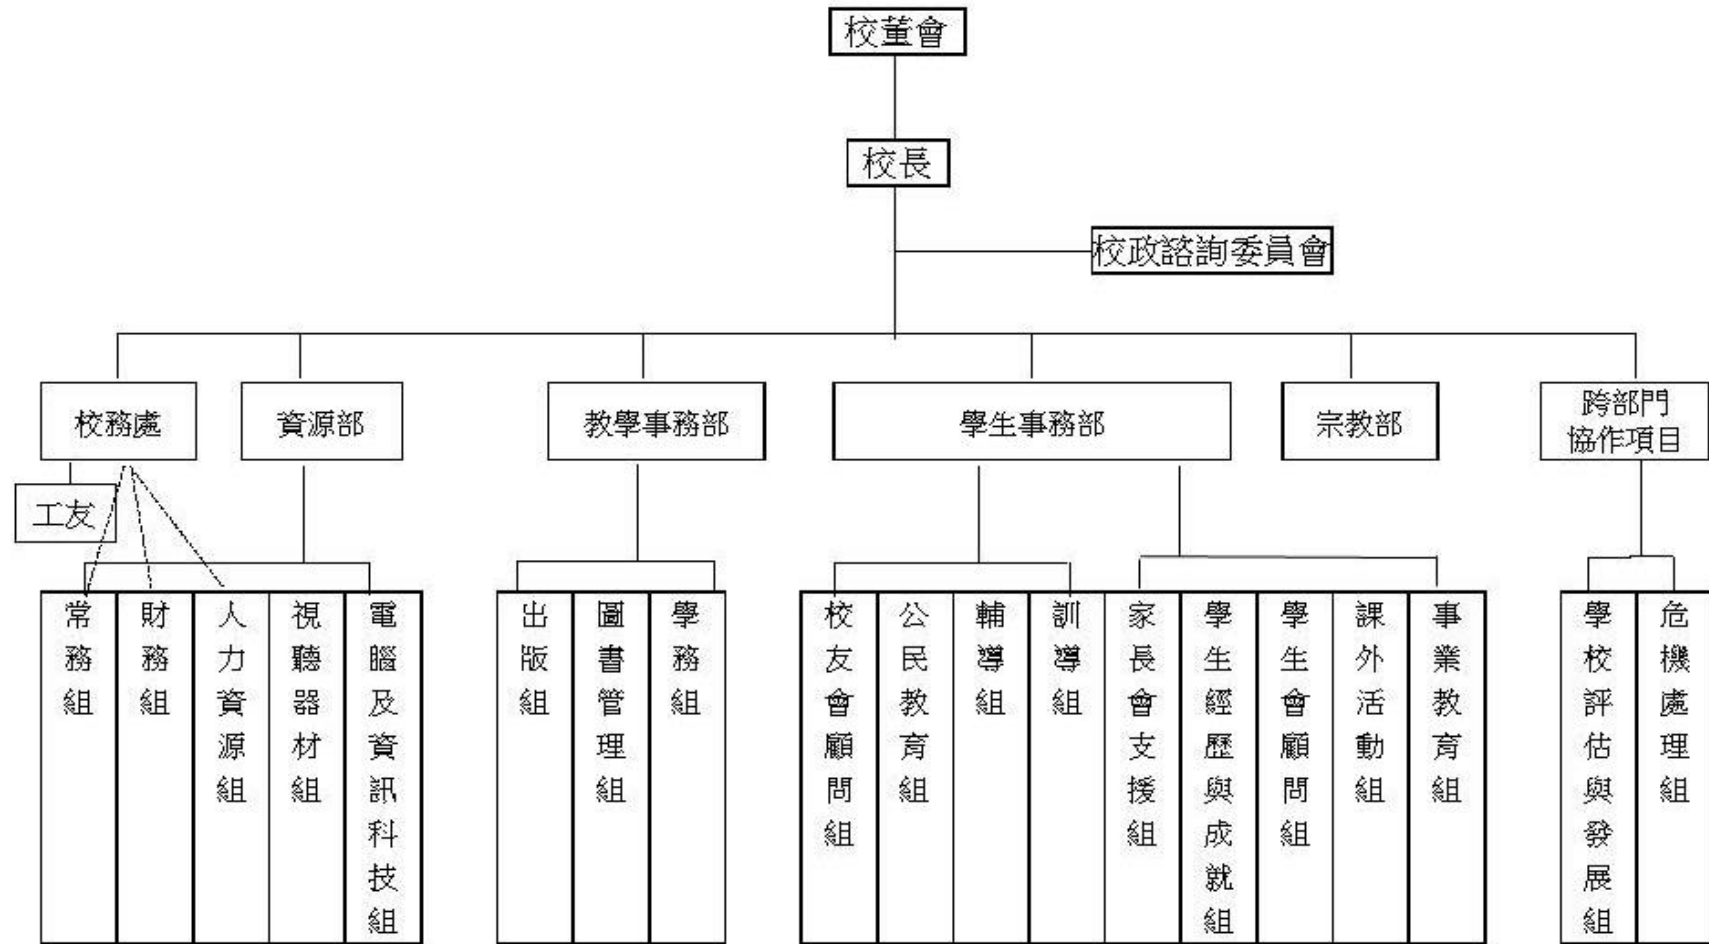 校董會
校長
校政諮詢委員會
校務處
資源部
教學事務部
學生事務部
宗教部
跨部門
協作項目
工友
常務組
財務組
人力資源組
視聽器材組
電腦及資訊科技組
出版組
圖書管理組
學務組
校友會顧問組
公民教育組
輔導組
訓導組
家長會支援組
學生經歷與成就組
學生會顧問組
課外活動組
事業教育組
學校評估與發展組
危機處理組